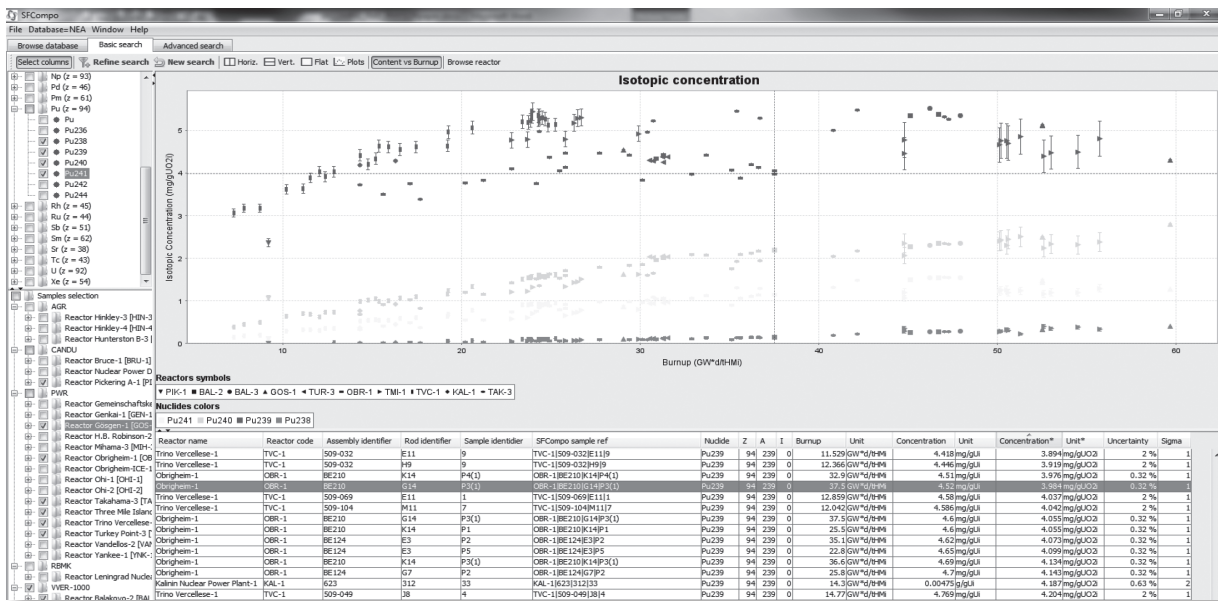 SFCompo
File Database=NEA Window Help
Browse database Basic search Advanced search
Select columns Refine search New search Horiz. Vert. Flat Plots Content vs Burnup Browse reactor
Np (z = 93)
Pd (z = 46)
Pm (z = 61)
Pu (z = 94)
Pu
Pu236
Pu238
Pu239
Pu240
Pu241
Pu242
Pu244
Rh (z = 45)
Ru (z = 44)
Sb (z = 51)
Sm (z = 62)
Sr (z = 38)
Tc (z = 43)
U (z = 92)
Xe (z = 54)
Samples selection
AGR
Reactor Hinkley-3 [HIN-3
Reactor Hinkley-4 [HIN-4
Reactor Hunterston B-3 [
CANDU
Reactor Bruce-1 [BRU-1]
Reactor Nuclear Power D
Reactor Pickering A-1 [PI
PWR
Reactor Gemeinschaftske
Reactor Genkai-1 [GEN-1
Reactor Gösgen-1 [GOS-
Reactor H.B. Robinson-2
Reactor Mihama-3 [MIH-
Reactor Obrigheim-1 [OB
Reactor Obrigheim-ICE-1
Reactor Ohi-1 [OHI-1]
Reactor Ohi-2 [OHI-2]
Reactor Takahama-3 [TA
Reactor Three Mile Island
Reactor Trino Vercellese-
Reactor Turkey Point-3 [
Reactor Vandellos-2 [VAN
Reactor Yankee-1 [YNK-
RBMK
Reactor Leningrad Nuclea
VVER-1000
Reactor Balakovo-2 [BAL
Isotopic concentration
Isotopic Concentration (mg/gUO2i)
5
4
3
2
1
0
10 20 30 40 50 60
Burnup (GW*d/tHMi)
Reactors symbols
PIK-1 BAL-2 BAL-3 GOS-1 TUR-3 OBR-1 TMI-1 TVC-1 KAL-1 TAK-3
Nuclides colors
Pu241 Pu240 Pu239 Pu238
Reactor name Reactor code Assembly identifier Rod identifier Sample identidier SFCompo sample ref Nuclide Z A I Burnup Unit Concentration Unit Concentration* Unit* Uncertainty Sigma
Trino Vercellese-1 TVC-1 509-032 E11 9 TVC-1|509-032|E11|9 Pu239 94 239 0 11.529 GW*d/tHMi 4.418 mg/gUi 3.894 mg/gUO2i 2 % 1
Trino Vercellese-1 TVC-1 509-032 H9 9 TVC-1|509-032|H9|9 Pu239 94 239 0 12.366 GW*d/tHMi 4.446 mg/gUi 3.919 mg/gUO2i 2 % 1
Obrigheim-1 OBR-1 BE210 K14 P4(1) OBR-1|BE210|K14|P4(1) Pu239 94 239 0 32.9 GW*d/tHMi 4.51 mg/gUi 3.976 mg/gUO2i 0.32 % 1
Obrigheim-1 OBR-1 BE210 G14 P3(1) OBR-1|BE210|G14|P3(1) Pu239 94 239 0 37.5 GW*d/tHMi 4.52 mg/gUi 3.984 mg/gUO2i 0.32 % 1
Trino Vercellese-1 TVC-1 509-069 E11 1 TVC-1|509-069|E11|1 Pu239 94 239 0 12.859 GW*d/tHMi 4.58 mg/gUi 4.037 mg/gUO2i 2 % 1
Trino Vercellese-1 TVC-1 509-104 M11 7 TVC-1|509-104|M11|7 Pu239 94 239 0 12.042 GW*d/tHMi 4.586 mg/gUi 4.042 mg/gUO2i 2 % 1
Obrigheim-1 OBR-1 BE210 G14 P3(1) OBR-1|BE210|G14|P3(1) Pu239 94 239 0 37.5 GW*d/tHMi 4.6 mg/gUi 4.055 mg/gUO2i 0.32 % 1
Obrigheim-1 OBR-1 BE210 K14 P1 OBR-1|BE210|K14|P1 Pu239 94 239 0 25.5 GW*d/tHMi 4.6 mg/gUi 4.055 mg/gUO2i 0.32 % 1
Obrigheim-1 OBR-1 BE124 E3 P2 OBR-1|BE124|E3|P2 Pu239 94 239 0 35.1 GW*d/tHMi 4.62 mg/gUi 4.073 mg/gUO2i 0.32 % 1
Obrigheim-1 OBR-1 BE124 E3 P5 OBR-1|BE124|E3|P5 Pu239 94 239 0 22.8 GW*d/tHMi 4.65 mg/gUi 4.099 mg/gUO2i 0.32 % 1
Obrigheim-1 OBR-1 BE210 K14 P3(1) OBR-1|BE210|K14|P3(1) Pu239 94 239 0 36.6 GW*d/tHMi 4.69 mg/gUi 4.134 mg/gUO2i 0.32 % 1
Obrigheim-1 OBR-1 BE124 G7 P2 OBR-1|BE124|G7|P2 Pu239 94 239 0 25.8 GW*d/tHMi 4.7 mg/gUi 4.143 mg/gUO2i 0.32 % 1
Kalinin Nuclear Power Plant-1 KAL-1 623 312 33 KAL-1|623|312|33 Pu239 94 239 0 14.3 GW*d/tHMi 0.00475 g/gUi 4.187 mg/gUO2i 0.63 % 2
Trino Vercellese-1 TVC-1 509-049 J8 4 TVC-1|509-049|J8|4 Pu239 94 239 0 14.77 GW*d/tHMi 4.769 mg/gUi 4.204 mg/gUO2i 2 % 1